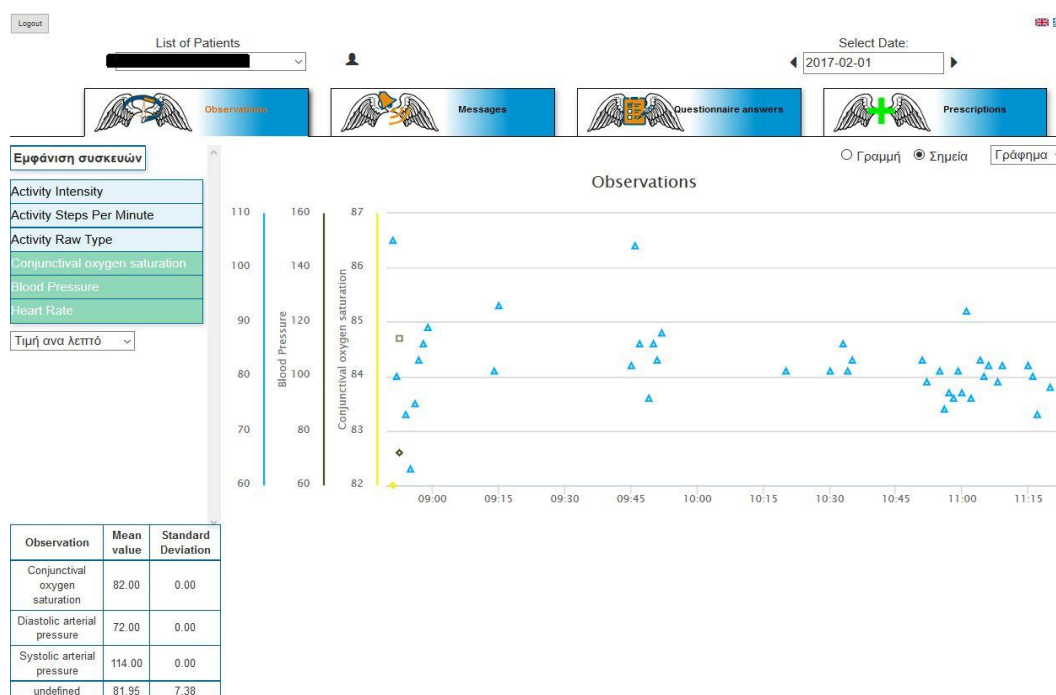 Logout
List of Patients
Select Date:
2017-02-01
Observations
Messages
Questionnaire answers
Prescriptions
Εμφάνιση συσκευών
Γραμμή
Σημεία
Γράφημα
Activity Intensity
Activity Steps Per Minute
Activity Raw Type
Conjunctival oxygen saturation
Blood Pressure
Heart Rate
Τιμή ανα λεπτό
Observations
110 160 87
100 140 86
90 120 85
80 100 84
70 80 83
60 60 82
Blood Pressure
Conjunctival oxygen saturation
09:00 09:15 09:30 09:45 10:00 10:15 10:30 10:45 11:00 11:15
Observation
Mean value
Standard Deviation
Conjunctival oxygen saturation
82.00
0.00
Diastolic arterial pressure
72.00
0.00
Systolic arterial pressure
114.00
0.00
undefined
81.95
7.38